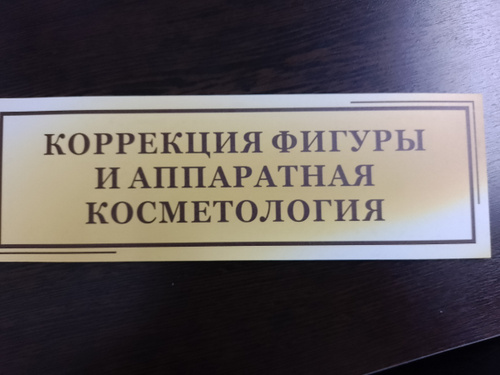 КОРРЕКЦИЯ ФИГУРЫ
И АППАРАТНАЯ
КОСМЕТОЛОГИЯ